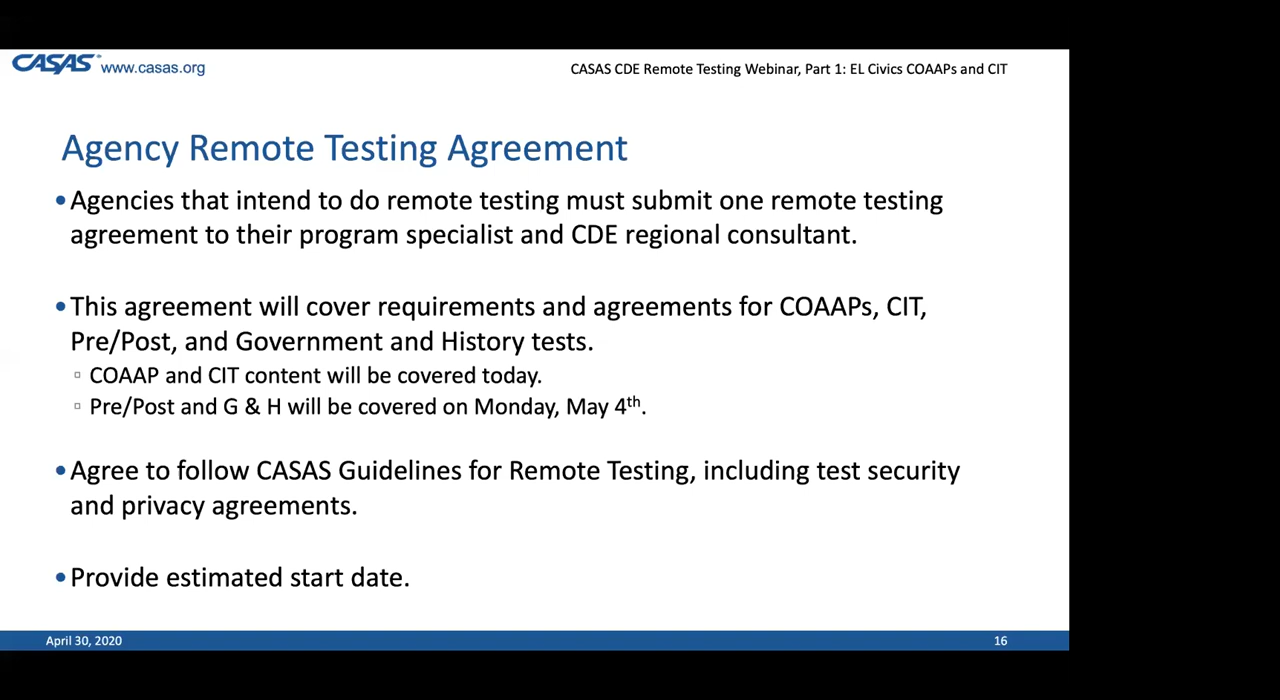 CASAS® www.casas.org
CASAS CDE Remote Testing Webinar, Part 1: EL Civics COAAPs and CIT
Agency Remote Testing Agreement
•Agencies that intend to do remote testing must submit one remote testing
agreement to their program specialist and CDE regional consultant.
•This agreement will cover requirements and agreements for COAAPs, CIT,
Pre/Post, and Government and History tests.
▫ COAAP and CIT content will be covered today.
▫ Pre/Post and G & H will be covered on Monday, May 4th.
•Agree to follow CASAS Guidelines for Remote Testing, including test security
and privacy agreements.
•Provide estimated start date.
April 30, 2020
16